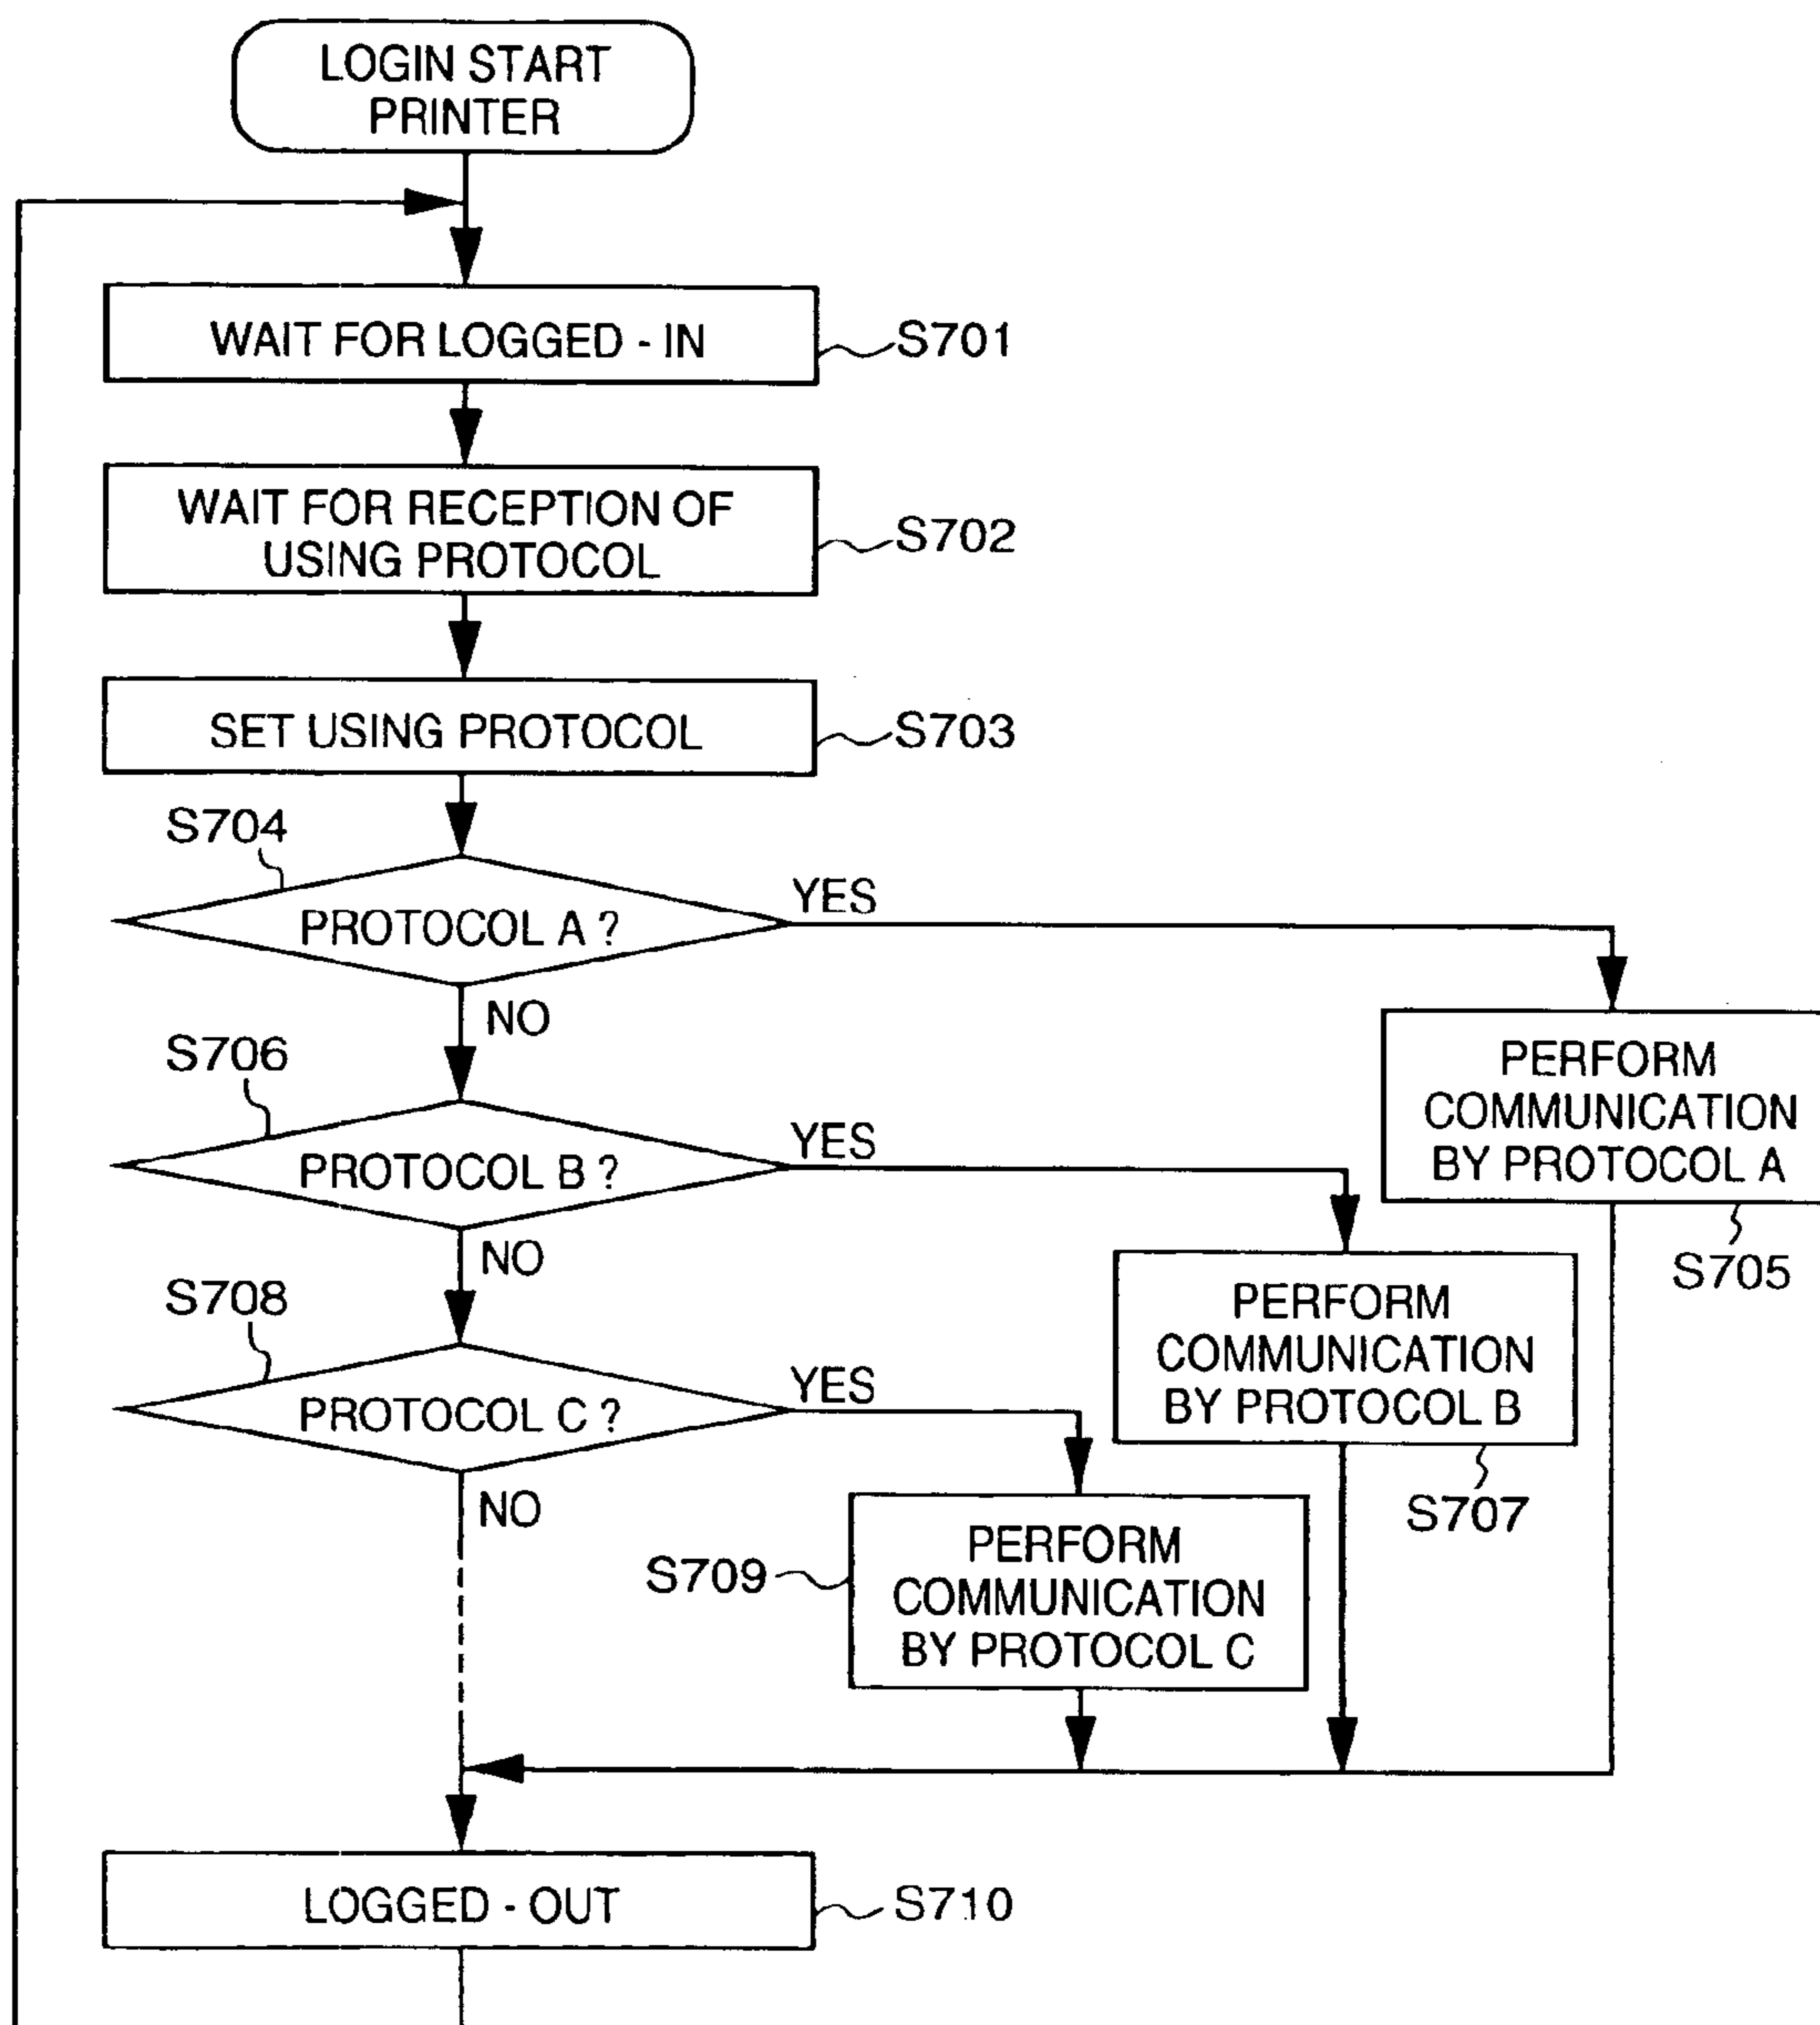 LOGIN START
PRINTER
WAIT FOR LOGGED - IN
S701
WAIT FOR RECEPTION OF
USING PROTOCOL
S702
SET USING PROTOCOL
S703
S704
PROTOCOL A ?
YES
NO
PERFORM
COMMUNICATION
BY PROTOCOL A
S705
S706
PROTOCOL B ?
YES
NO
PERFORM
COMMUNICATION
BY PROTOCOL B
S707
S708
PROTOCOL C ?
YES
NO
S709
PERFORM
COMMUNICATION
BY PROTOCOL C
LOGGED - OUT
S710